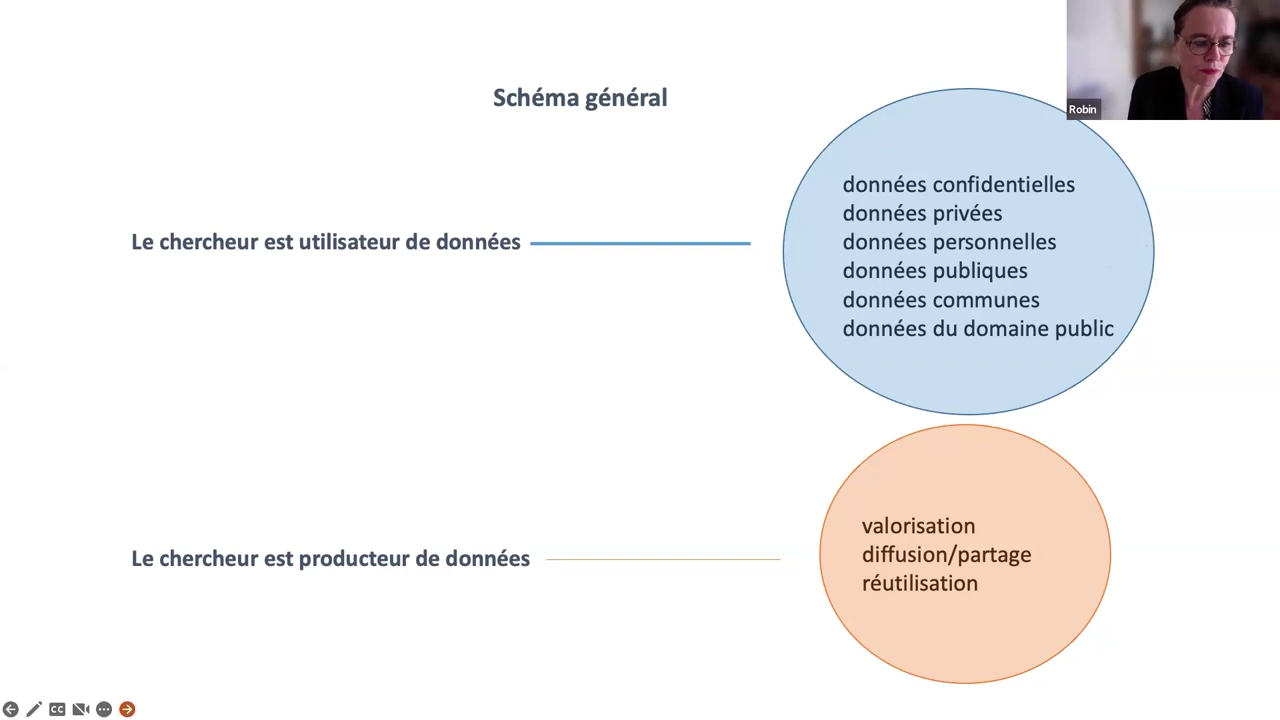 Robin
Schéma général
données confidentielles
données privées
données personnelles
données publiques
données communes
données du domaine public
Le chercheur est utilisateur de données
valorisation
diffusion/partage
réutilisation
Le chercheur est producteur de données
CC